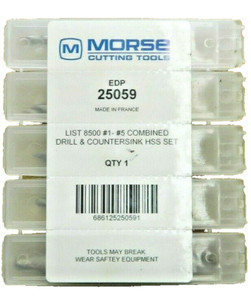 M MORSE
CUTTING TOOLS
EDP
25059
MADE IN FRANCE
LIST 8500 #1- #5 COMBINED
DRILL & COUNTERSINK HSS SET
QTY 1
686125250591
TOOLS MAY BREAK
WEAR SAFTEY EQUIPMENT